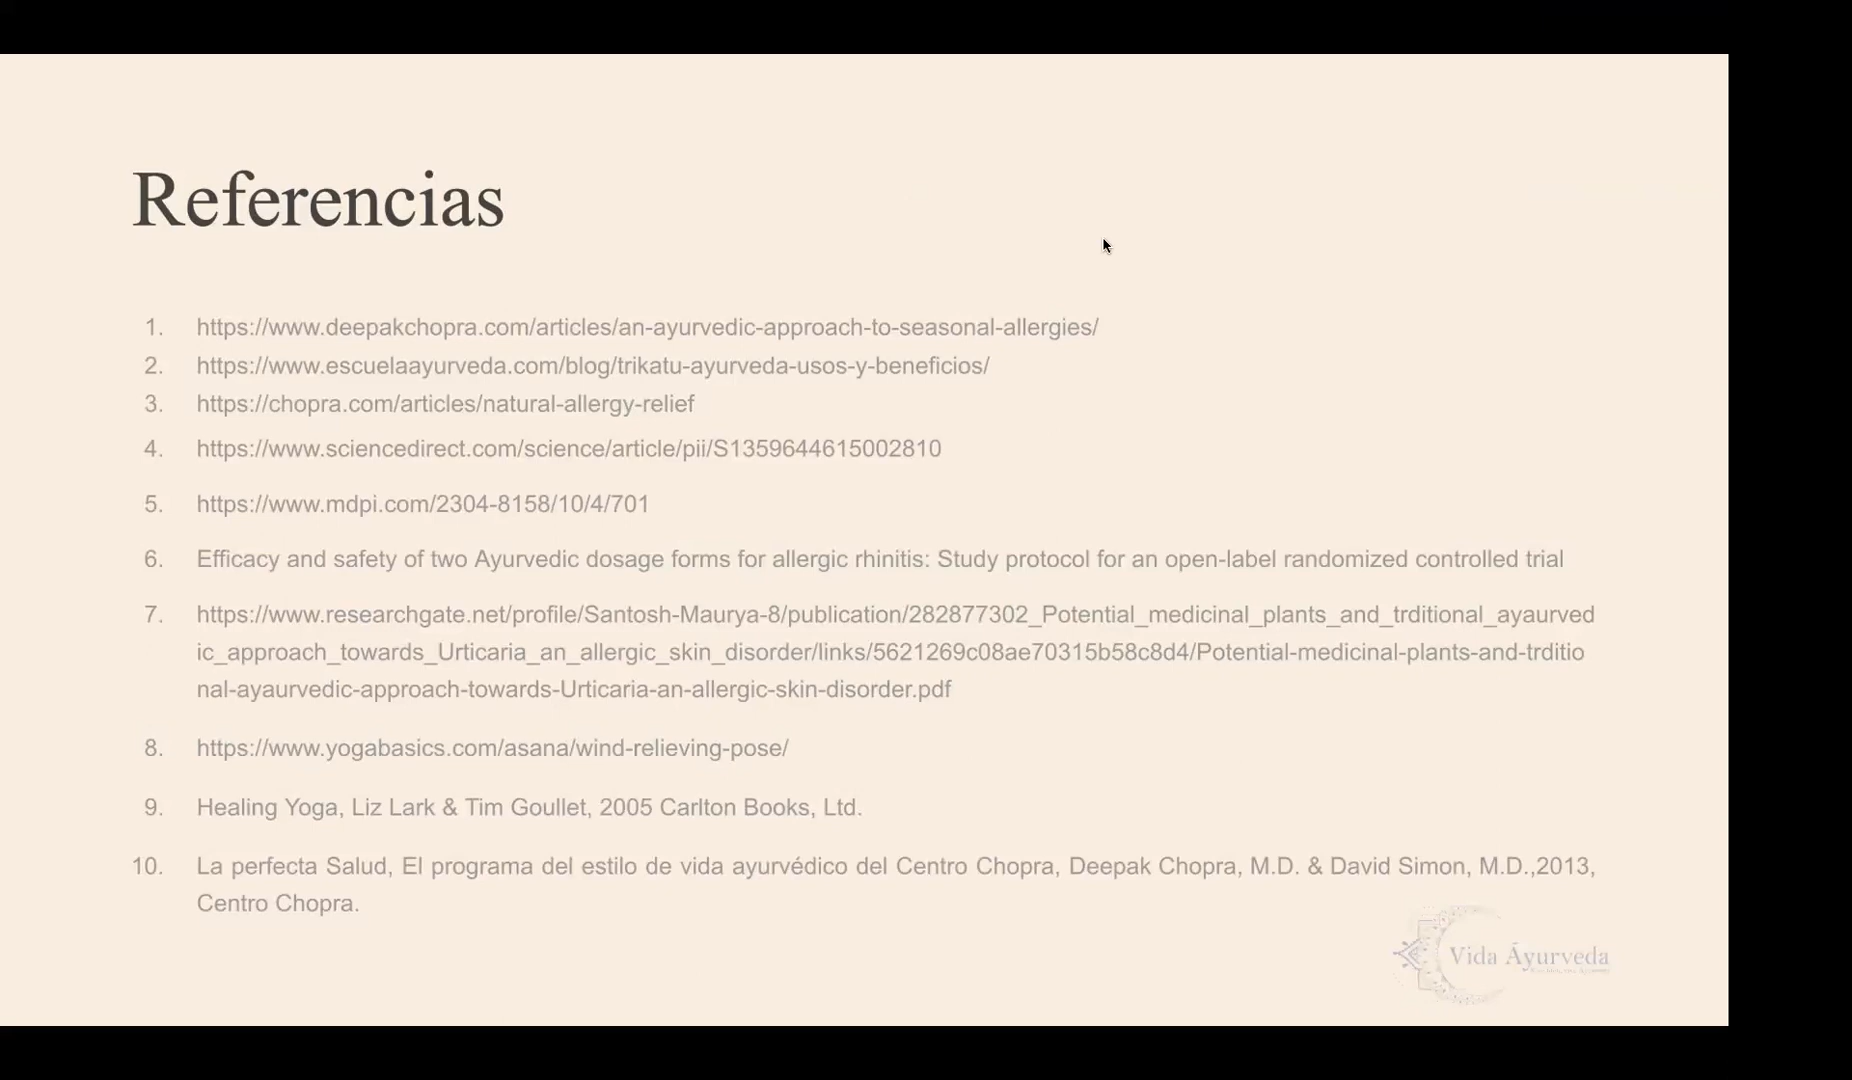 Referencias
1. https://www.deepakchopra.com/articles/an-ayurvedic-approach-to-seasonal-allergies/
2. https://www.escuelaayurveda.com/blog/trikatu-ayurveda-usos-y-beneficios/
3. https://chopra.com/articles/natural-allergy-relief
4. https://www.sciencedirect.com/science/article/pii/S1359644615002810
5. https://www.mdpi.com/2304-8158/10/4/701
6. Efficacy and safety of two Ayurvedic dosage forms for allergic rhinitis: Study protocol for an open-label randomized controlled trial
7. https://www.researchgate.net/profile/Santosh-Maurya-8/publication/282877302_Potential_medicinal_plants_and_trditional_ayaurved
ic_approach_towards_Urticaria_an_allergic_skin_disorder/links/5621269c08ae70315b58c8d4/Potential-medicinal-plants-and-trditio
nal-ayaurvedic-approach-towards-Urticaria-an-allergic-skin-disorder.pdf
8. https://www.yogabasics.com/asana/wind-relieving-pose/
9. Healing Yoga, Liz Lark & Tim Goullet, 2005 Carlton Books, Ltd.
10. La perfecta Salud, El programa del estilo de vida ayurvédico del Centro Chopra, Deepak Chopra, M.D. & David Simon, M.D.,2013,
Centro Chopra.
Vida Āyurveda